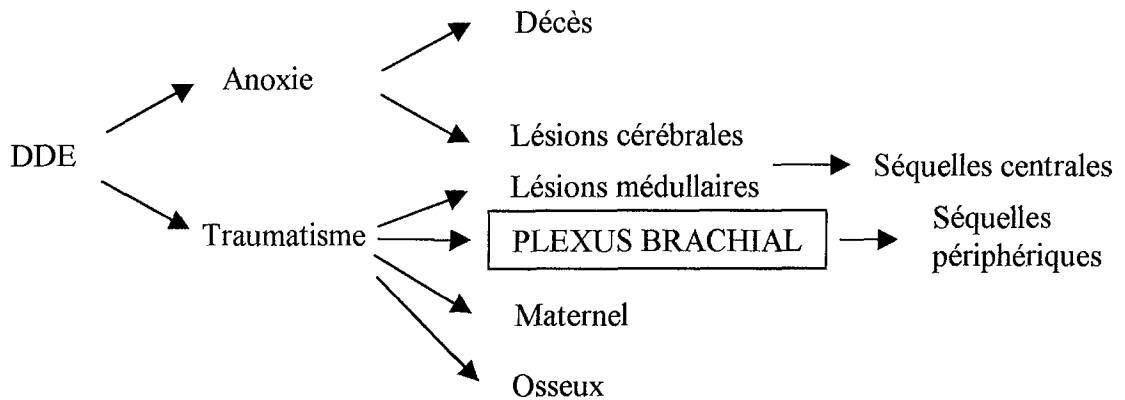 Décès
Anoxie
Lésions cérébrales
DDE
Séquelles centrales
Lésions médullaires
Traumatisme
PLEXUS BRACHIAL
Séquelles
périphériques
Maternel
Osseux